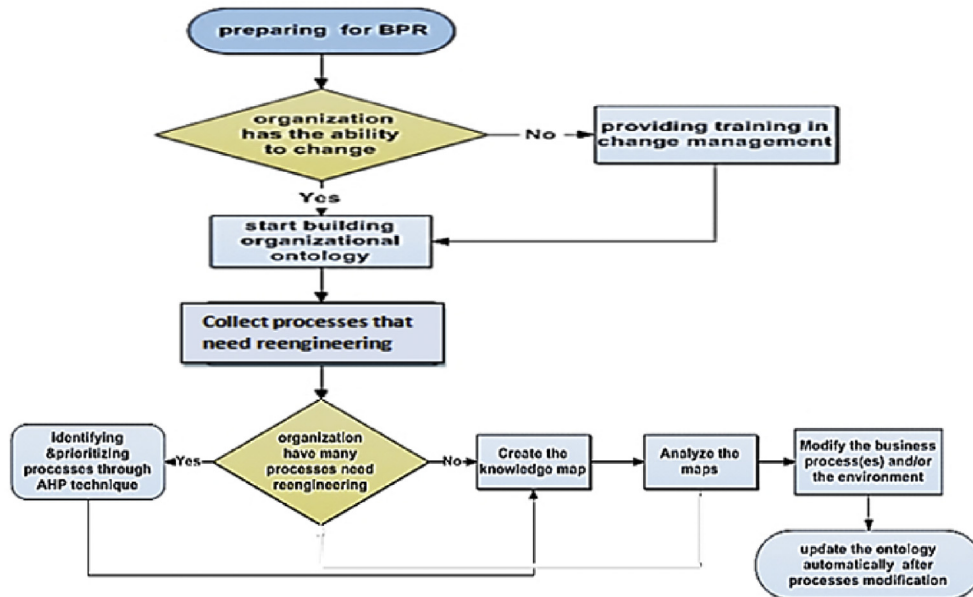 preparing for BPR
organization
has the ability
to change
No
providing training in
change management
Yes
start building
organizational
ontology
Collect processes that
need reengineering
Identifying
&prioritizing
processes through
AHP technique
Yes
organization
have many
processes need
reengineering
No
Create the
knowledge map
Analyze the
maps
Modify the business
process(es) and/or
the environment
update the ontology
automatically after
processes modification